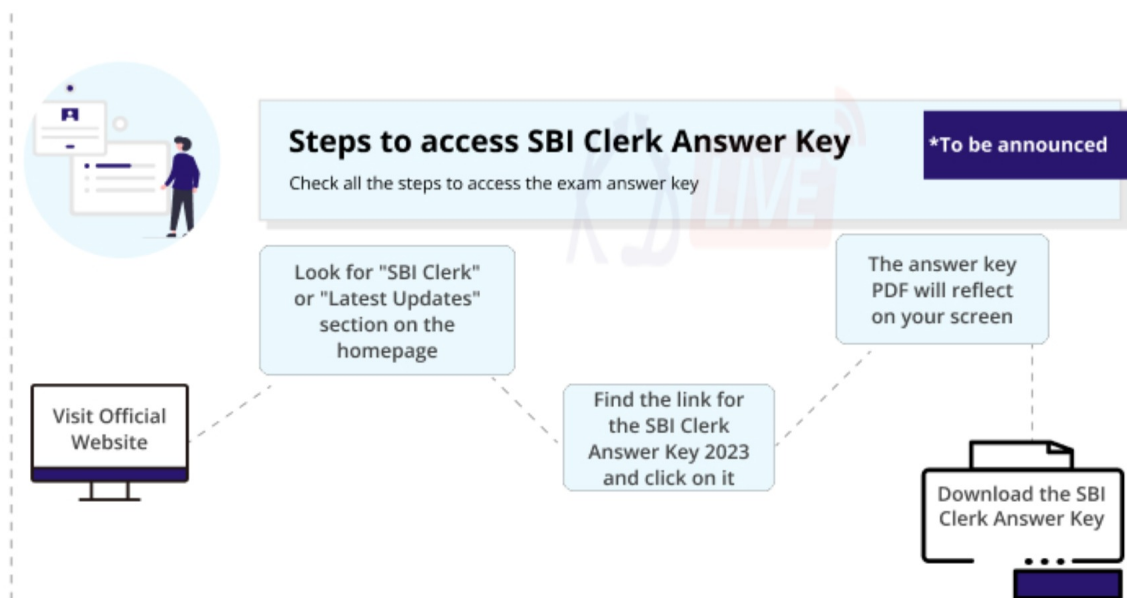 Steps to access SBI Clerk Answer Key
*To be announced
Check all the steps to access the exam answer key
LIVE
Visit Official
Website
Look for "SBI Clerk"
or "Latest Updates"
section on the
homepage
Find the link for
the SBI Clerk
Answer Key 2023
and click on it
The answer key
PDF will reflect
on your screen
Download the SBI
Clerk Answer Key